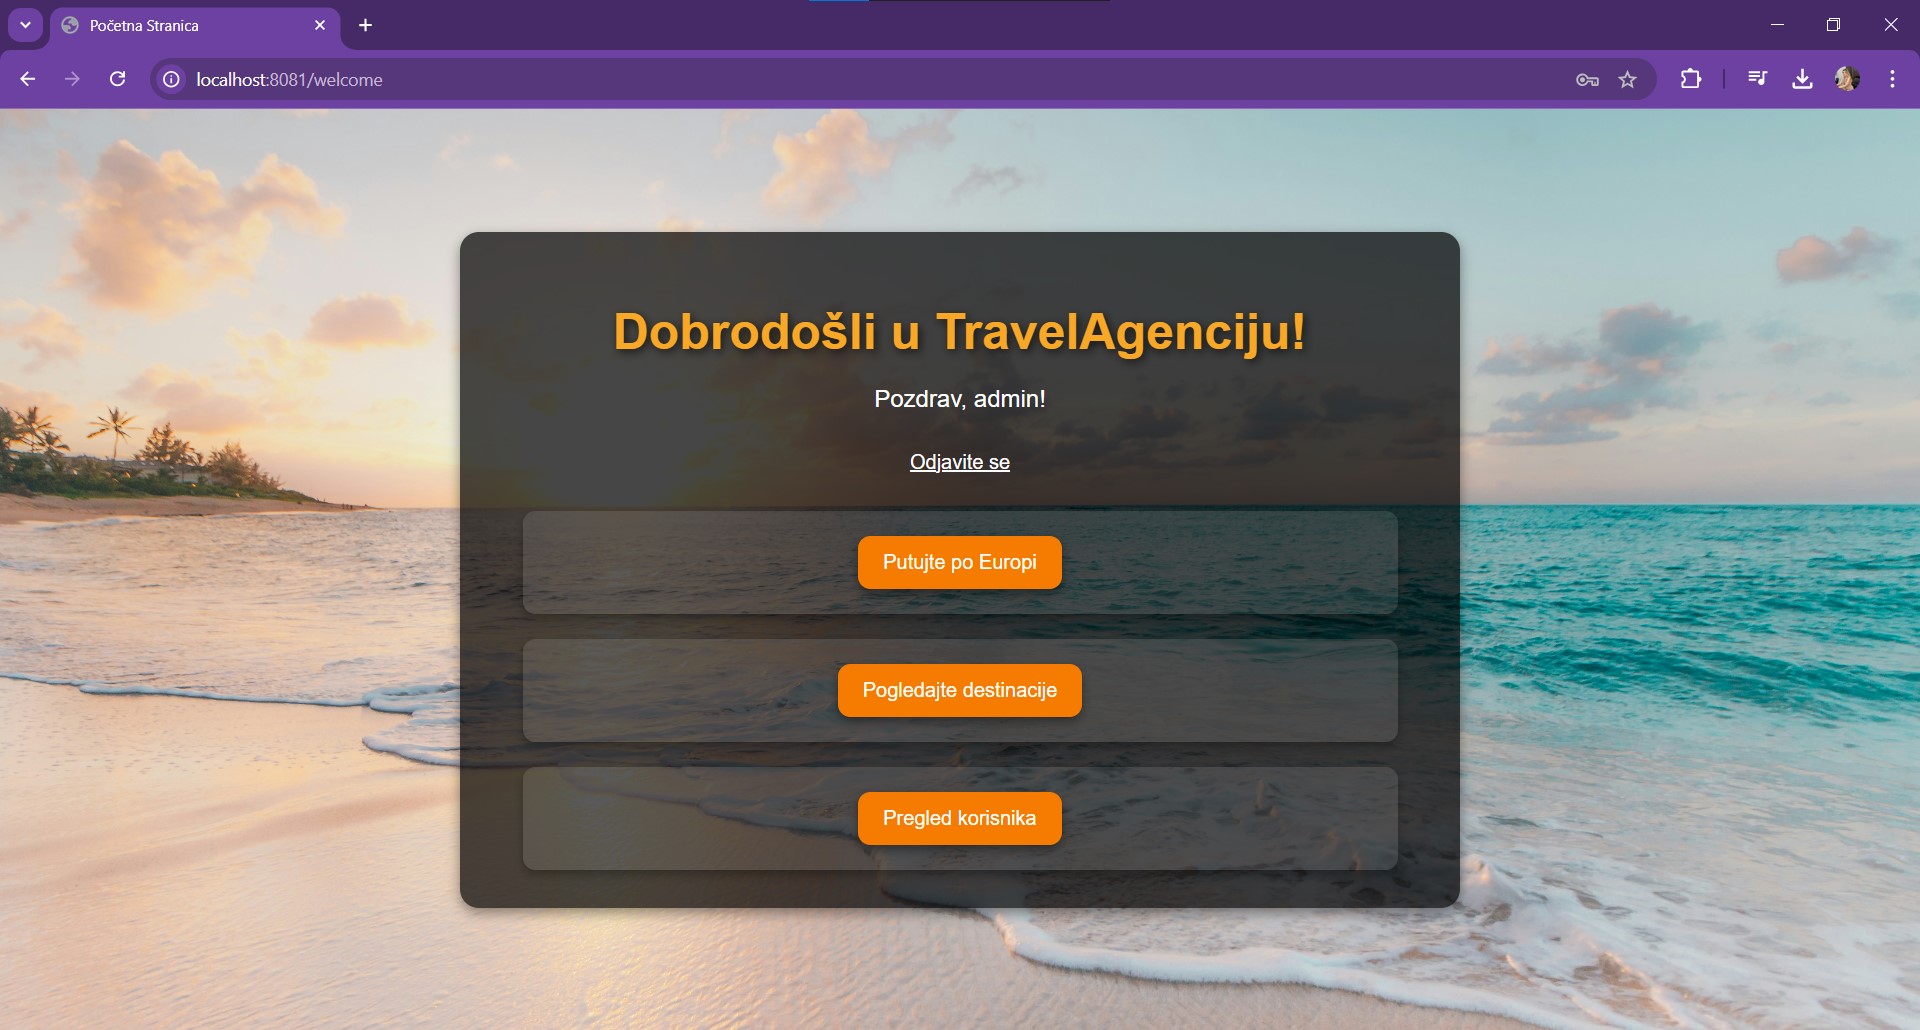 Početna Stranica
localhost:8081/welcome
Dobrodošli u TravelAgenciju!
Pozdrav, admin!
Odjavite se
Putujte po Europi
Pogledajte destinacije
Pregled korisnika